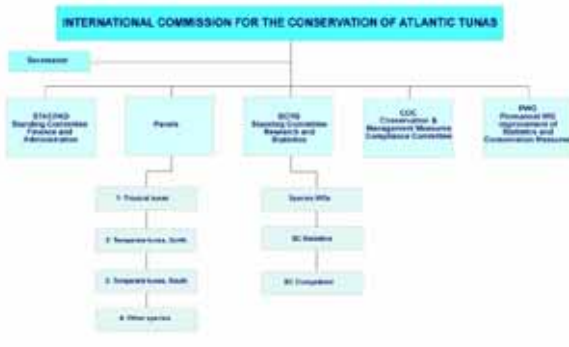 INTERNATIONAL COMMISSION FOR THE CONSERVATION OF ATLANTIC TUNAS
Secretariat
STACFAD
Standing Committee
Finance and
Administration
Panels
SCRS
Standing Committee
Research and
Statistics
COC
Conservation &
Management Measures
Compliance Committee
PWG
Permanent WG
Improvement of
Statistics and
Conservation Measures
1- Tropical tunas
2- Temperate tunas, North
3- Temperate tunas, South
4- Other species
Species WGs
SC Statistics
SC Ecosystems